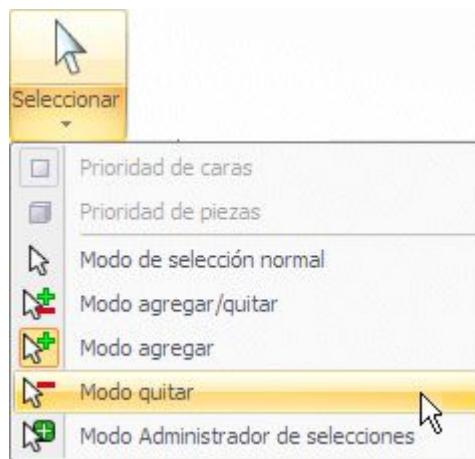 Seleccionar
Prioridad de caras
Prioridad de piezas
Modo de selección normal
Modo agregar/quitar
Modo agregar
Modo quitar
Modo Administrador de selecciones